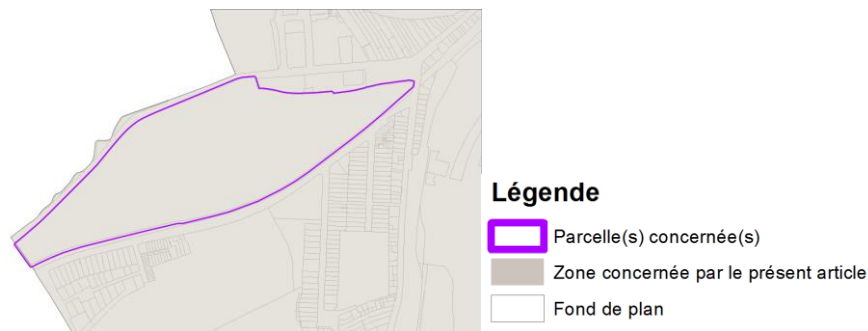 Légende
Parcelle(s) concernée(s)
Zone concernée par le présent article
Fond de plan